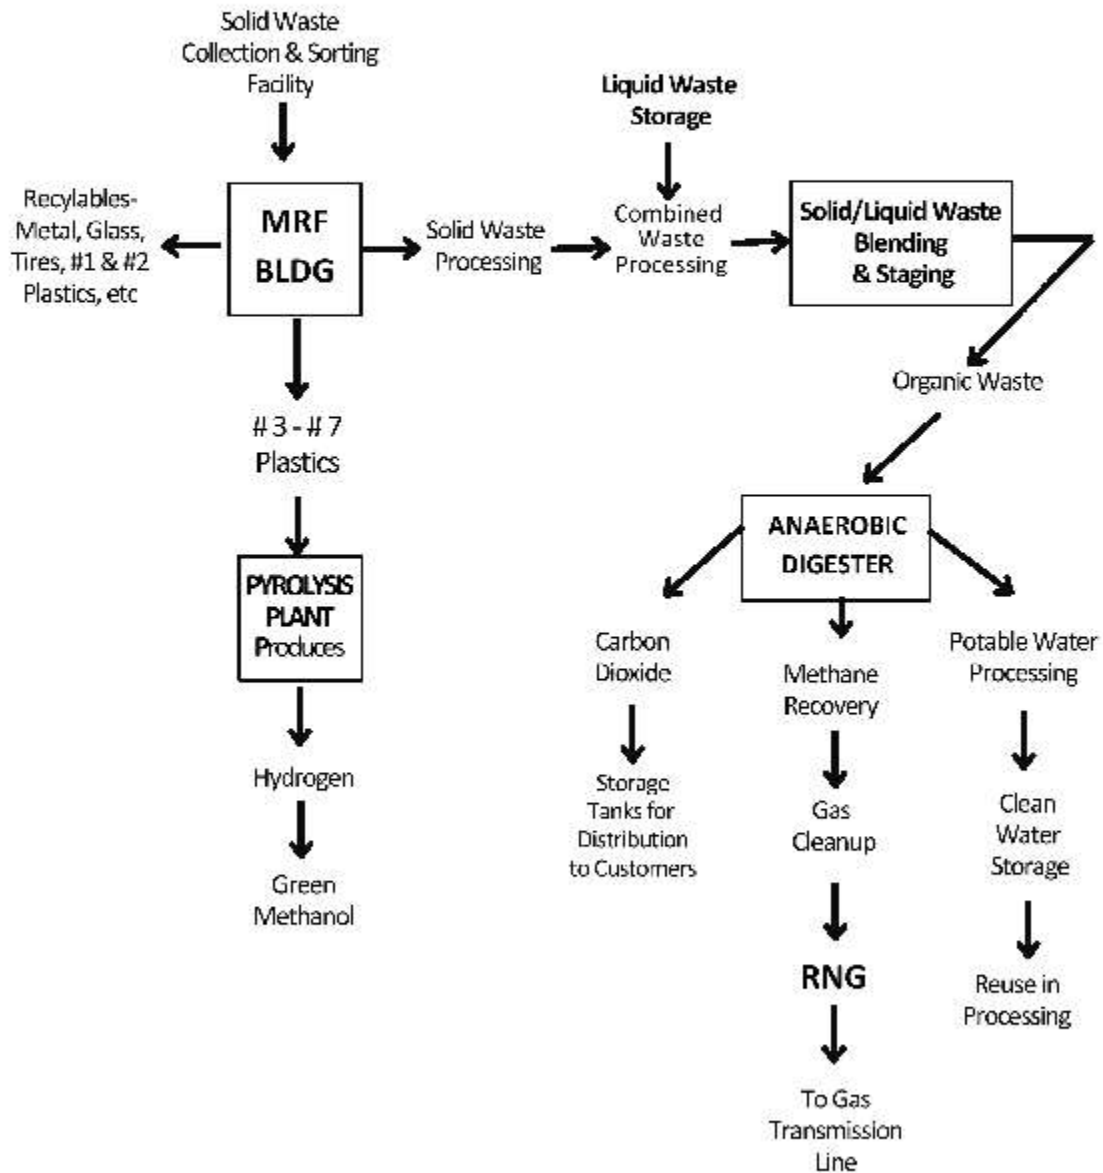 Solid Waste
Collection & Sorting
Facility
Liquid Waste
Storage
Recylables-
Metal, Glass,
Tires, #1 & #2
Plastics, etc
MRF
BLDG
Solid Waste
Processing
Combined
Waste
Processing
Solid/Liquid Waste
Blending
& Staging
Organic Waste
#3 - #7
Plastics
ANAEROBIC
DIGESTER
PYROLYSIS
PLANT
Produces
Carbon
Dioxide
Methane
Recovery
Potable Water
Processing
Hydrogen
Storage
Tanks for
Distribution
to Customers
Gas
Cleanup
Clean
Water
Storage
Green
Methanol
RNG
Reuse in
Processing
To Gas
Transmission
Line